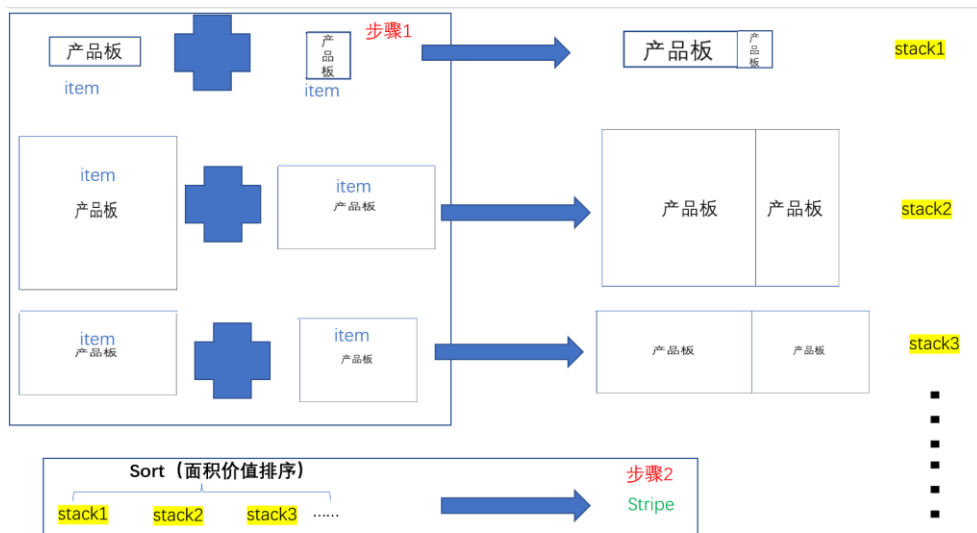 步骤1
产品板
产
品
板
item
item
产品板
产
品
板
stack1
item
产品板
item
产品板
产品板
产品板
stack2
item
产品板
item
产品板
产品板
产品板
stack3
Sort（面积价值排序）
stack1 stack2 stack3 ......
步骤2
Stripe